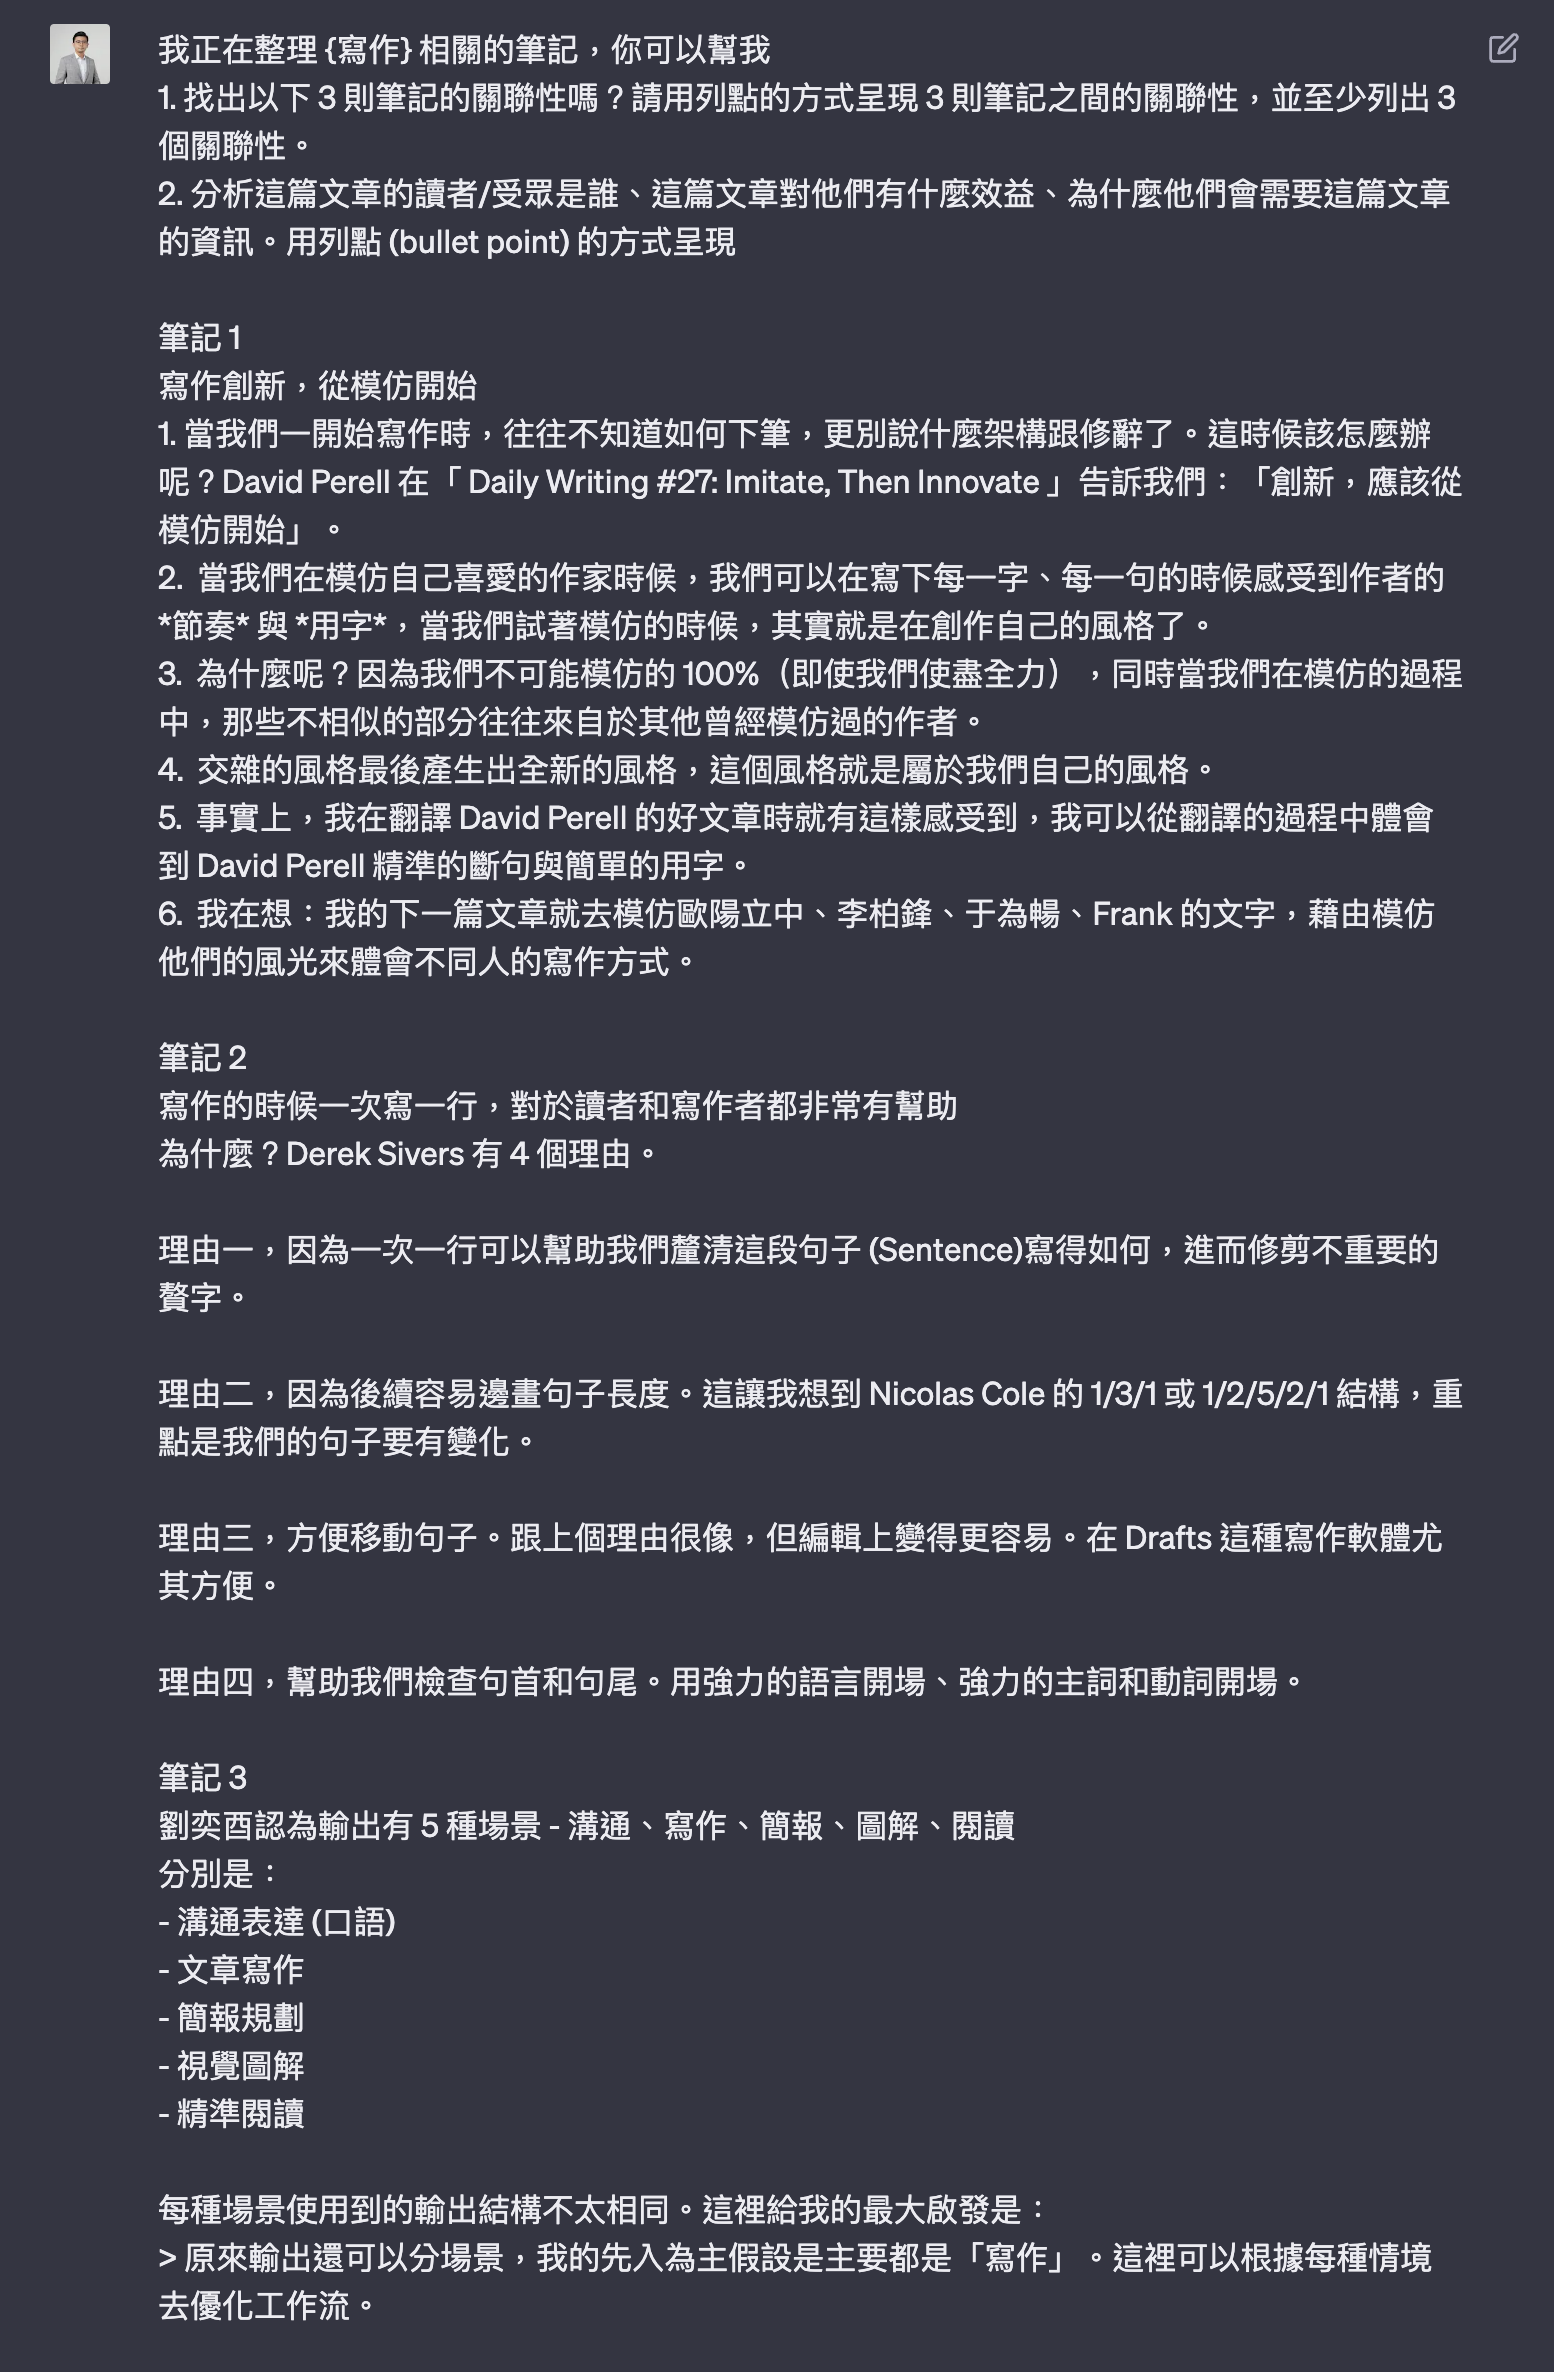 我正在整理 {寫作} 相關的筆記，你可以幫我
1. 找出以下 3 則筆記的關聯性嗎？請用列點的方式呈現 3 則筆記之間的關聯性，並至少列出 3
個關聯性。
2. 分析這篇文章的讀者/受眾是誰、這篇文章對他們有什麼效益、為什麼他們會需要這篇文章
的資訊。用列點 (bullet point) 的方式呈現
筆記 1
寫作創新，從模仿開始
1. 當我們一開始寫作時，往往不知道如何下筆，更別說什麼架構跟修辭了。這時候該怎麼辦
呢？David Perell 在「 Daily Writing #27: Imitate, Then Innovate 」告訴我們：「創新，應該從
模仿開始」。
2. 當我們在模仿自己喜愛的作家時候，我們可以在寫下每一字、每一句的時候感受到作者的
*節奏* 與 *用字*，當我們試著模仿的時候，其實就是在創作自己的風格了。
3. 為什麼呢？因為我們不可能模仿的 100%（即使我們使盡全力），同時當我們在模仿的過程
中，那些不相似的部分往往來自於其他曾經模仿過的作者。
4. 交雜的風格最後產生出全新的風格，這個風格就是屬於我們自己的風格。
5. 事實上，我在翻譯 David Perell 的好文章時就有這樣感受到，我可以從翻譯的過程中體會
到 David Perell 精準的斷句與簡單的用字。
6. 我在想：我的下一篇文章就去模仿歐陽立中、李柏鋒、于為暢、Frank 的文字，藉由模仿
他們的風光來體會不同人的寫作方式。
筆記 2
寫作的時候一次寫一行，對於讀者和寫作者都非常有幫助
為什麼？Derek Sivers 有 4 個理由。
理由一，因為一次一行可以幫助我們釐清這段句子 (Sentence)寫得如何，進而修剪不重要的
贅字。
理由二，因為後續容易邊畫句子長度。這讓我想到 Nicolas Cole 的 1/3/1 或 1/2/5/2/1 結構，重
點是我們的句子要有變化。
理由三，方便移動句子。跟上個理由很像，但編輯上變得更容易。在 Drafts 這種寫作軟體尤
其方便。
理由四，幫助我們檢查句首和句尾。用強力的語言開場、強力的主詞和動詞開場。
筆記 3
劉奕酉認為輸出有 5 種場景 - 溝通、寫作、簡報、圖解、閱讀
分別是：
- 溝通表達 (口語)
- 文章寫作
- 簡報規劃
- 視覺圖解
- 精準閱讀
每種場景使用到的輸出結構不太相同。這裡給我的最大啟發是：
> 原來輸出還可以分場景，我的先入為主假設是主要都是「寫作」。這裡可以根據每種情境
去優化工作流。